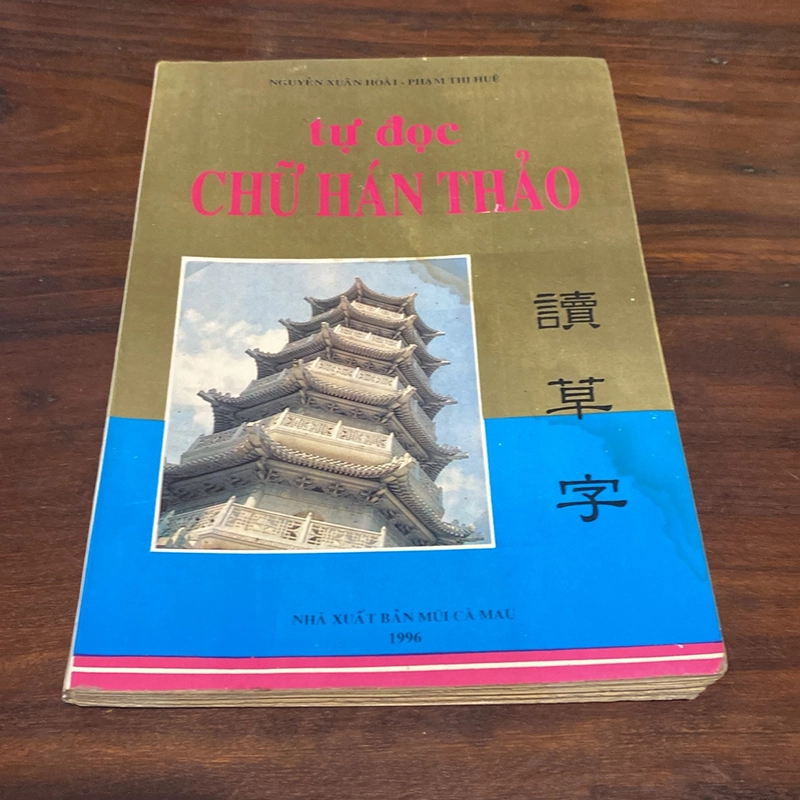 NGUYỄN XUÂN HOÀI - PHẠM THỊ HUỆ
tự đọc
CHỮ HÁN THẢO
讀
草
字
NHÀ XUẤT BẢN MŨI CÀ MAU
1996